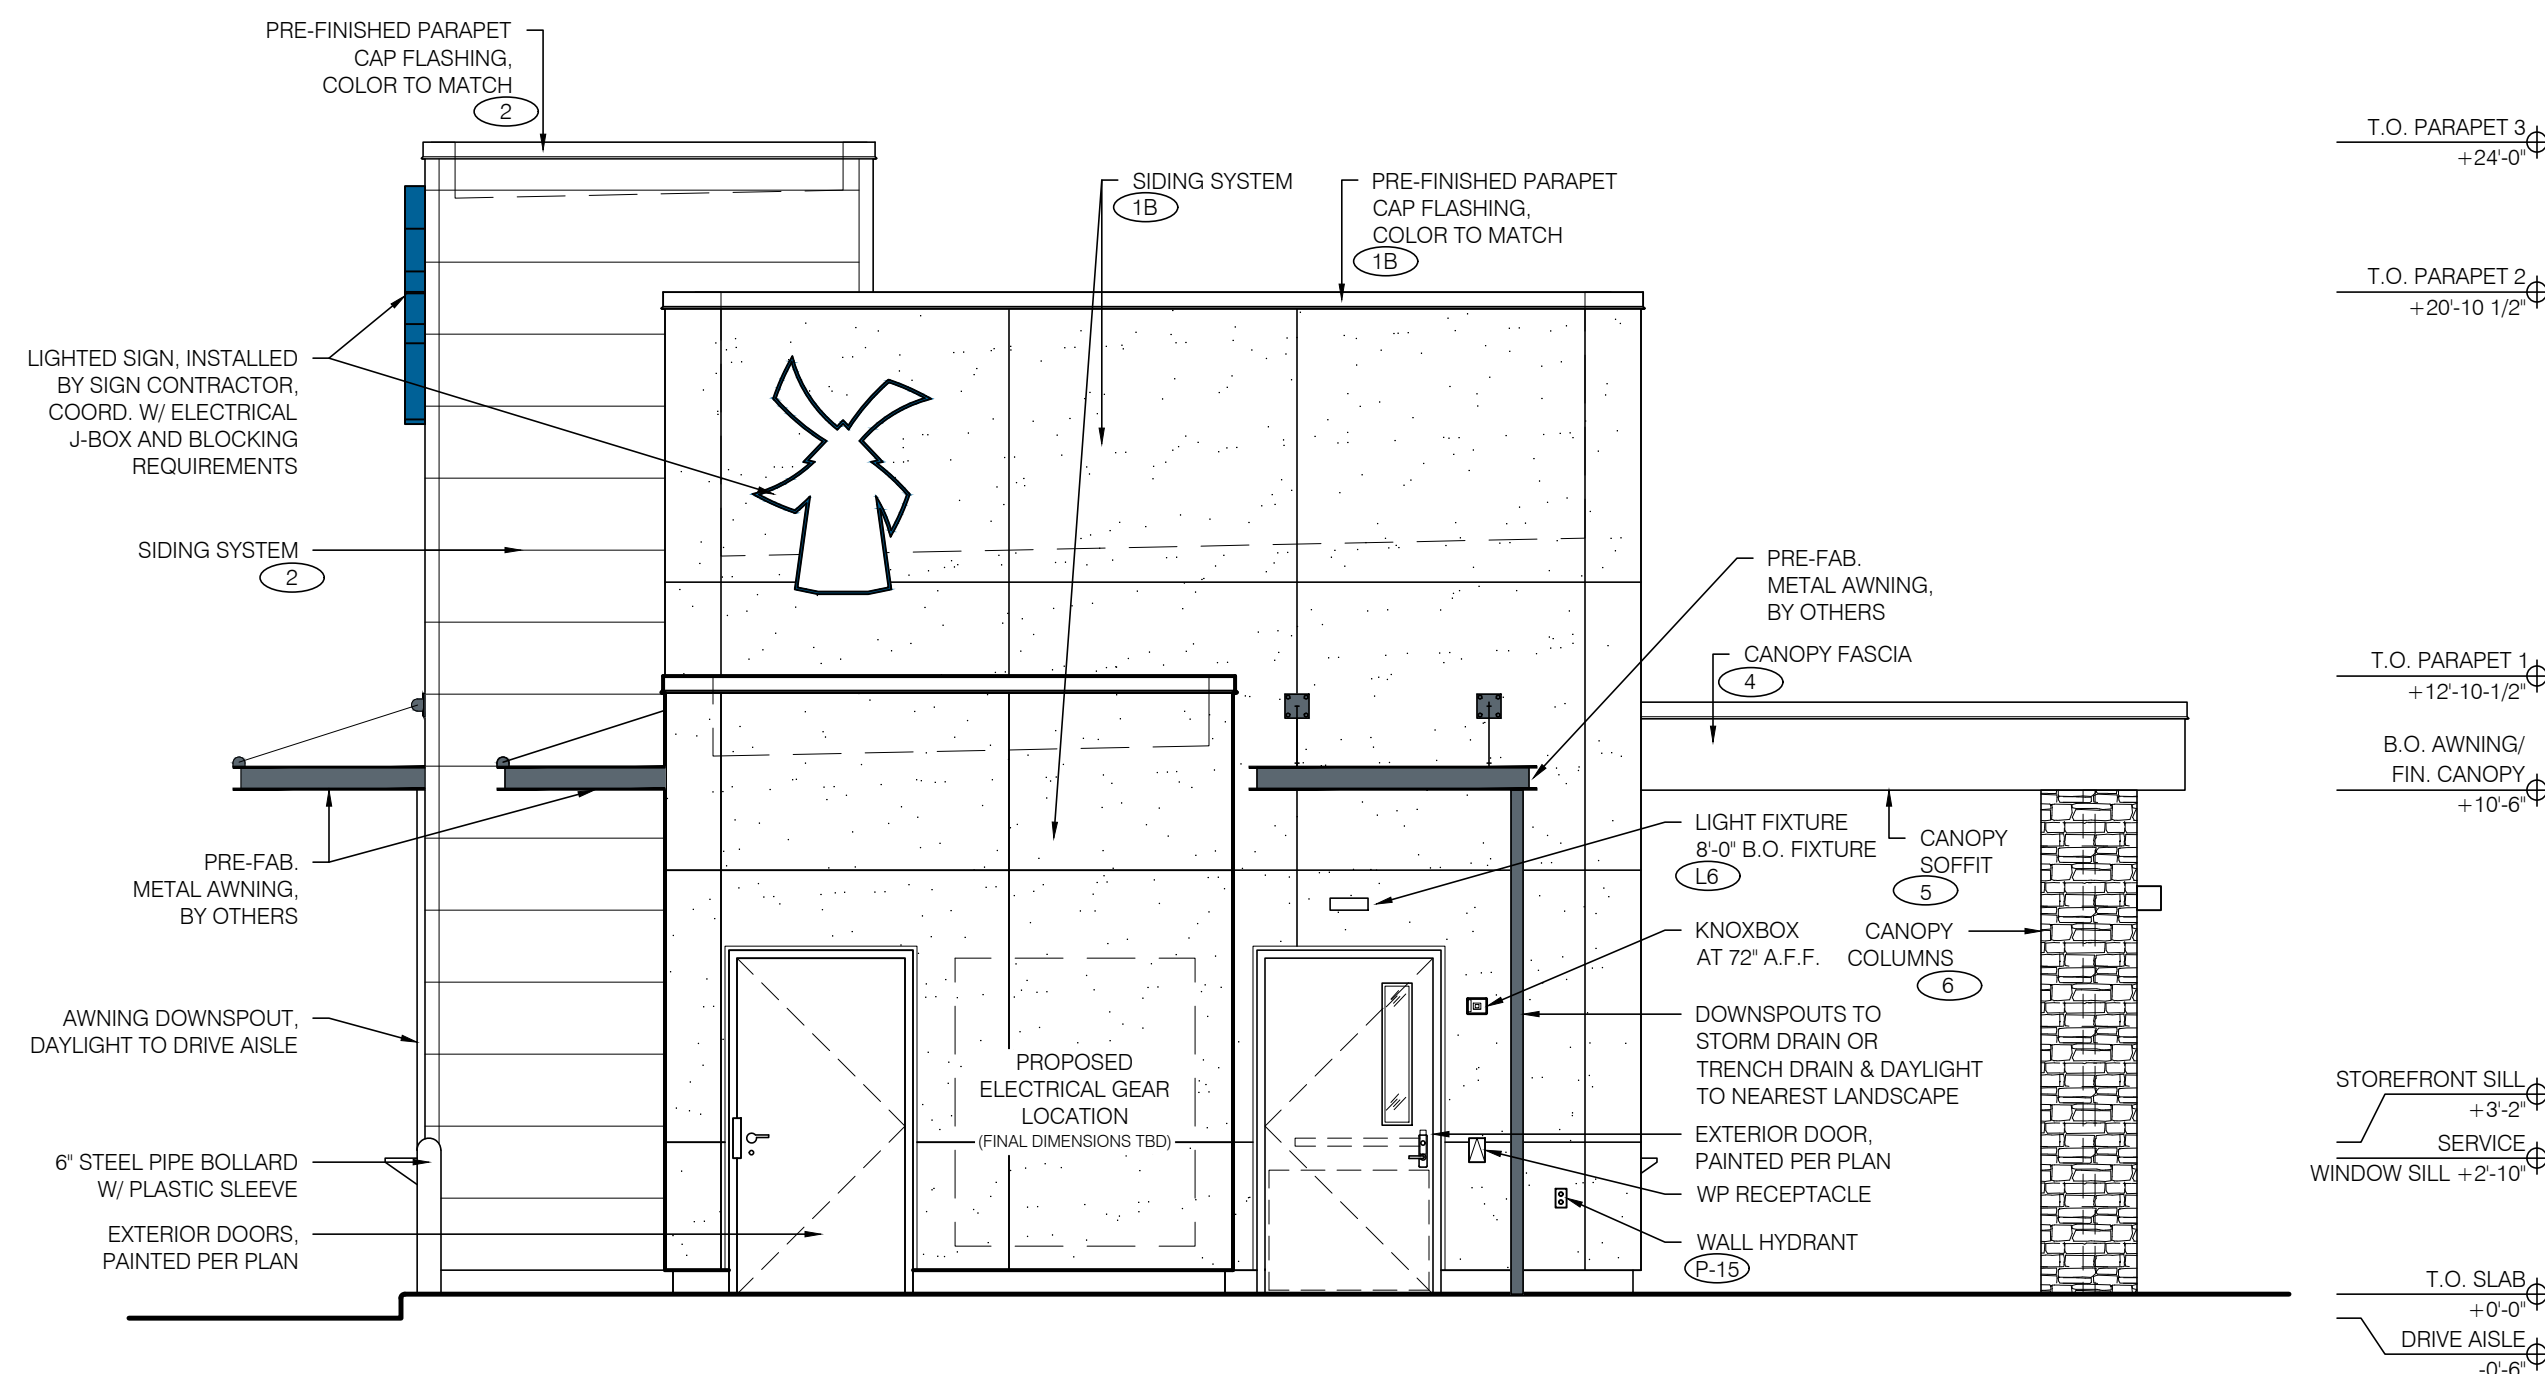 PRE-FINISHED PARAPET
CAP FLASHING,
COLOR TO MATCH
2
SIDING SYSTEM
1B
PRE-FINISHED PARAPET
CAP FLASHING,
COLOR TO MATCH
1B
LIGHTED SIGN, INSTALLED
BY SIGN CONTRACTOR,
COORD. W/ ELECTRICAL
J-BOX AND BLOCKING
REQUIREMENTS
SIDING SYSTEM
2
PRE-FAB.
METAL AWNING,
BY OTHERS
AWNING DOWNSPOUT,
DAYLIGHT TO DRIVE AISLE
6" STEEL PIPE BOLLARD
W/ PLASTIC SLEEVE
EXTERIOR DOORS,
PAINTED PER PLAN
PROPOSED
ELECTRICAL GEAR
LOCATION
(FINAL DIMENSIONS TBD)
PRE-FAB.
METAL AWNING,
BY OTHERS
CANOPY FASCIA
4
LIGHT FIXTURE
8'-0" B.O. FIXTURE
L6
CANOPY
SOFFIT
5
KNOXBOX
AT 72" A.F.F.
CANOPY
COLUMNS
6
DOWNSPOUTS TO
STORM DRAIN OR
TRENCH DRAIN & DAYLIGHT
TO NEAREST LANDSCAPE
EXTERIOR DOOR,
PAINTED PER PLAN
WP RECEPTACLE
WALL HYDRANT
P-15
T.O. PARAPET 3
+24'-0"
T.O. PARAPET 2
+20'-10 1/2"
T.O. PARAPET 1
+12'-10-1/2"
B.O. AWNING/
FIN. CANOPY
+10'-6"
STOREFRONT SILL
+3'-2"
SERVICE
WINDOW SILL +2'-10"
T.O. SLAB
+0'-0"
DRIVE AISLE
-0'-6"